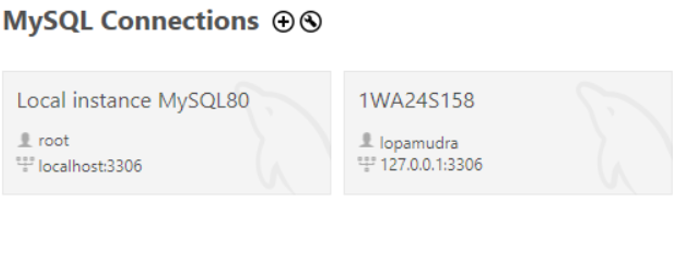 MySQL Connections
Local instance MySQL80
root
localhost:3306
1WA24S158
lopamudra
127.0.0.1:3306